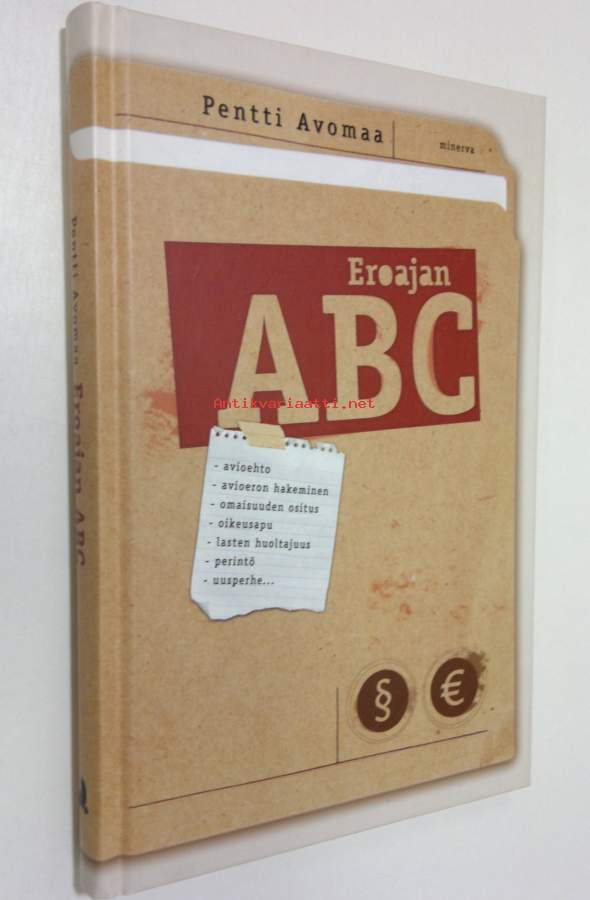 Pentti Avomaa
minerva
Eroajan
ABC
Antikvariaatti.net
- avioehto
- avioeron hakeminen
- omaisuuden ositus
- oikeusapu
- lasten huoltajuus
- perintö
- uusperhe...
§ €
Pentti Avomaa Eroajan ABC